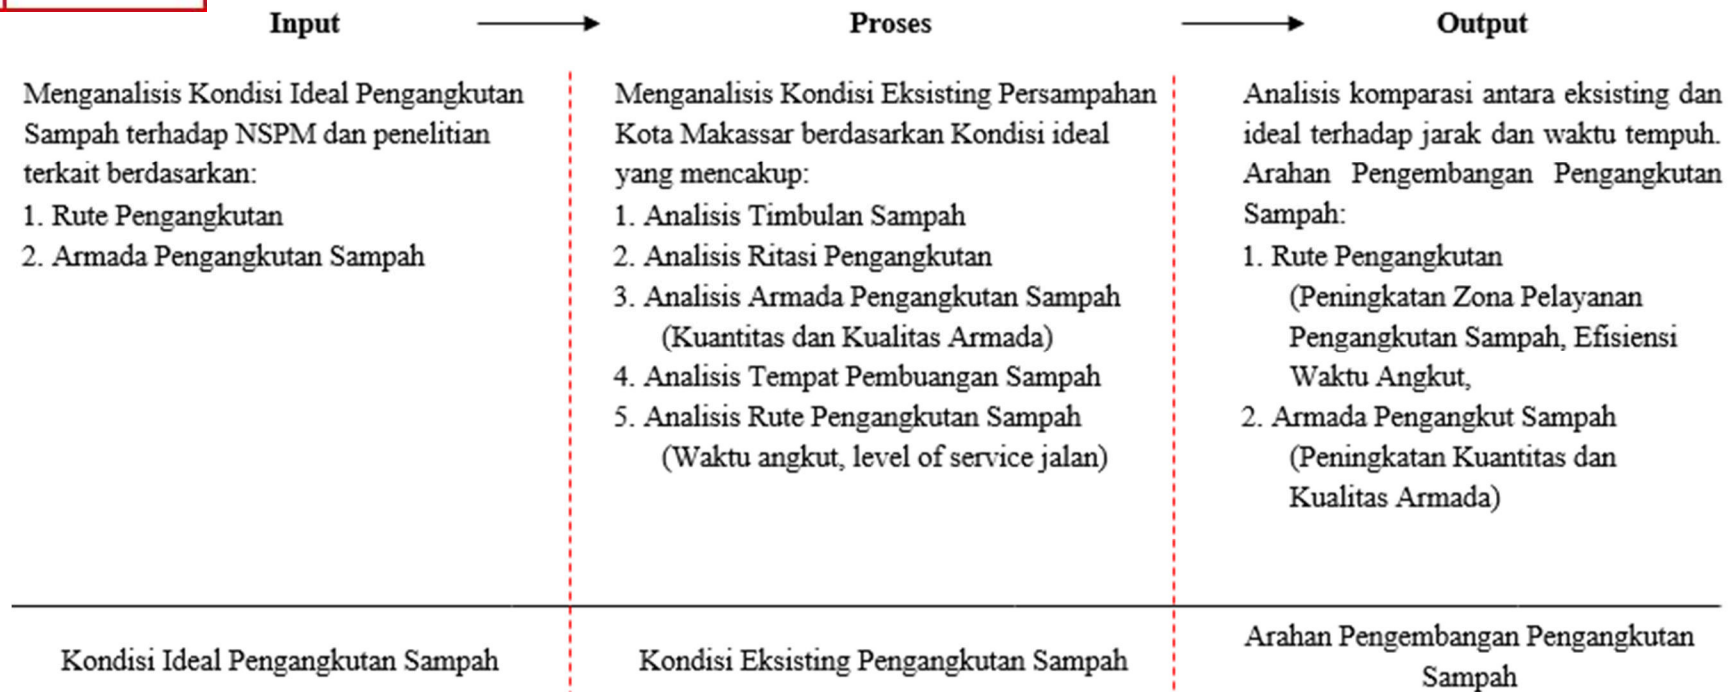 Input
Menganalisis Kondisi Ideal Pengangkutan
Sampah terhadap NSPM dan penelitian
terkait berdasarkan:
1. Rute Pengangkutan
2. Armada Pengangkutan Sampah
Kondisi Ideal Pengangkutan Sampah
Proses
Menganalisis Kondisi Eksisting Persampahan
Kota Makassar berdasarkan Kondisi ideal
yang mencakup:
1. Analisis Timbulan Sampah
2. Analisis Ritasi Pengangkutan
3. Analisis Armada Pengangkutan Sampah
(Kuantitas dan Kualitas Armada)
4. Analisis Tempat Pembuangan Sampah
5. Analisis Rute Pengangkutan Sampah
(Waktu angkut, level of service jalan)
Kondisi Eksisting Pengangkutan Sampah
Output
Analisis komparasi antara eksisting dan
ideal terhadap jarak dan waktu tempuh.
Arahan Pengembangan Pengangkutan
Sampah:
1. Rute Pengangkutan
(Peningkatan Zona Pelayanan
Pengangkutan Sampah, Efisiensi
Waktu Angkut,
2. Armada Pengangkut Sampah
(Peningkatan Kuantitas dan
Kualitas Armada)
Arahan Pengembangan Pengangkutan
Sampah